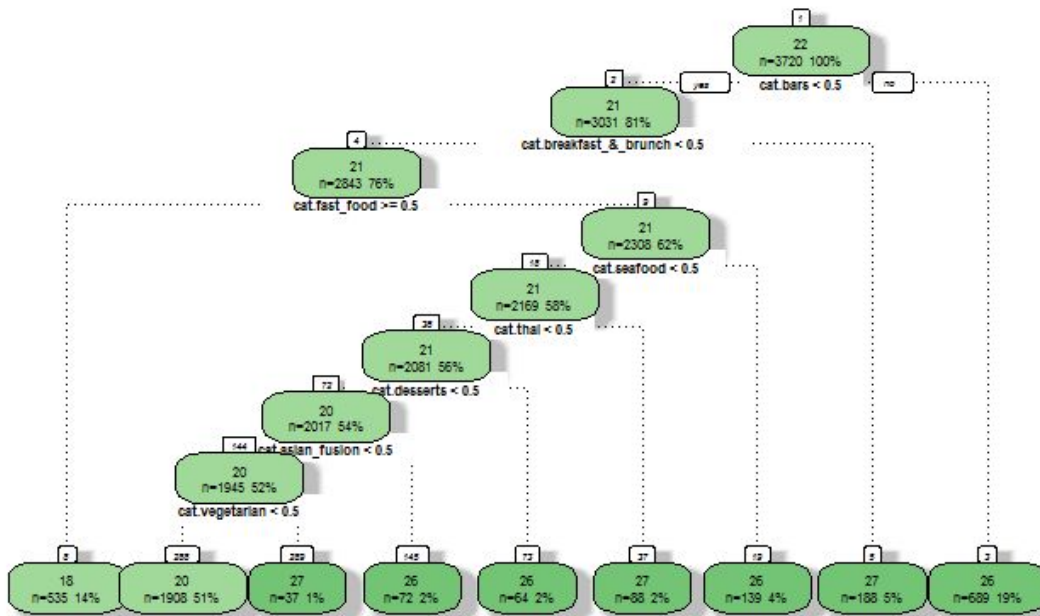 1
22
n=3720 100%
yes
cat.bars < 0.5
no
2
21
n=3031 81%
cat.breakfast_&_brunch < 0.5
4
21
n=2843 76%
cat.fast_food >= 0.5
9
21
n=2308 62%
cat.seafood < 0.5
18
21
n=2169 58%
cat.thai < 0.5
36
21
n=2081 56%
cat.desserts < 0.5
72
20
n=2017 54%
cat.asian_fusion < 0.5
144
20
n=1945 52%
cat.vegetarian < 0.5
8 288 289 145 73 37 19 5 3
18 20 27 26 26 27 26 27 26
n=535 14% n=1908 51% n=37 1% n=72 2% n=64 2% n=88 2% n=139 4% n=188 5% n=689 19%